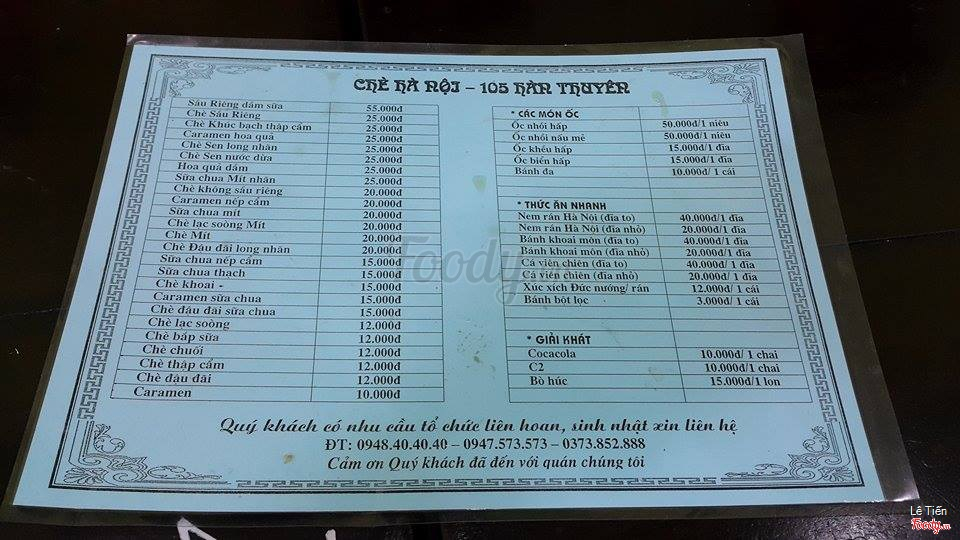 CHÈ HÀ NỘI – 105 HÀN THUYÊN
Sầu Riêng dầm sữa 55.000đ
Chè Sầu Riêng 25.000đ
Chè Khúc bạch thập cẩm 25.000đ
Caramen hoa quả 25.000đ
Chè Sen long nhãn 25.000đ
Chè Sen nước dừa 25.000đ
Hoa quả dầm 25.000đ
Sữa chua Mít nhãn 25.000đ
Chè không sầu riêng 20.000đ
Caramen nếp cẩm 20.000đ
Sữa chua mít 20.000đ
Chè lạc soòng Mít 20.000đ
Chè Mít 20.000đ
Chè Đậu đãi long nhãn 20.000đ
Sữa chua nếp cẩm 15.000đ
Sữa chua thạch 15.000đ
Chè khoai - 15.000đ
Caramen sữa chua 15.000đ
Chè đậu đãi sữa chua 15.000đ
Chè lạc soòng 12.000đ
Chè bắp sữa 12.000đ
Chè chuối 12.000đ
Chè thập cẩm 12.000đ
Chè đậu đãi 12.000đ
Caramen 10.000đ
* CÁC MÓN ỐC
Ốc nhồi hấp 50.000đ/1 niêu
Ốc nhồi nấu mẻ 50.000đ/1 niêu
Ốc khều hấp 15.000đ/1 đĩa
Ốc biển hấp 15.000đ/1 đĩa
Bánh đa 10.000đ/ 1 cái
* THỨC ĂN NHANH
Nem rán Hà Nội (đĩa to) 40.000đ/1 đĩa
Nem rán Hà Nội (đĩa nhỏ) 20.000đ/1 đĩa
Bánh khoai môn (đĩa to) 40.000đ/1 đĩa
Bánh khoai môn (đĩa nhỏ) 20.000đ/1 đĩa
Cá viên chiên (đĩa to) 40.000đ/1 đĩa
Cá viên chiên (đĩa nhỏ) 20.000đ/1 đĩa
Xúc xích Đức nướng/ rán 12.000đ/1 cái
Bánh bột lọc 3.000đ/1 cái
* GIẢI KHÁT
Cocacola 10.000đ/1 chai
C2 10.000đ/1 chai
Bò húc 15.000đ/1 lon
Quý khách có nhu cầu tổ chức liên hoan, sinh nhật xin liên hệ
ĐT: 0948.40.40.40 – 0947.573.573 – 0373.852.888
Cảm ơn Quý khách đã đến với quán chúng tôi
Foody
Lê Tiến
Foody.vn